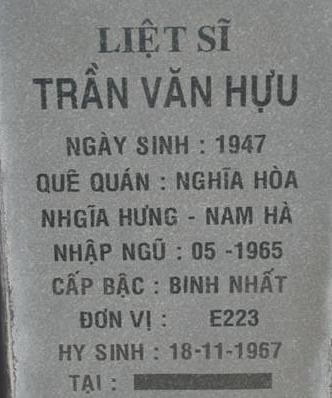 LIỆT SĨ
TRẦN VĂN HỰU
NGÀY SINH : 1947
QUÊ QUÁN : NGHĨA HÒA
NHGĨA HƯNG - NAM HÀ
NHẬP NGŨ : 05 -1965
CẤP BẬC : BINH NHẤT
ĐƠN VỊ : E223
HY SINH : 18-11-1967
TẠI :